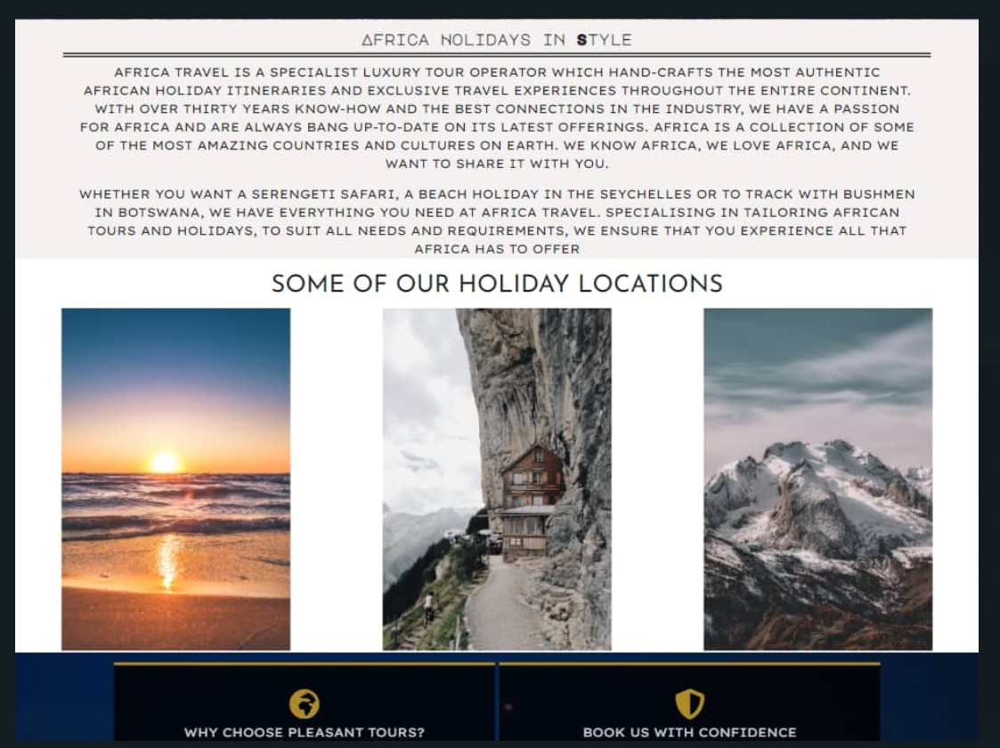 AFRICA HOLIDAYS IN STYLE
AFRICA TRAVEL IS A SPECIALIST LUXURY TOUR OPERATOR WHICH HAND-CRAFTS THE MOST AUTHENTIC
AFRICAN HOLIDAY ITINERARIES AND EXCLUSIVE TRAVEL EXPERIENCES THROUGHOUT THE ENTIRE CONTINENT.
WITH OVER THIRTY YEARS KNOW-HOW AND THE BEST CONNECTIONS IN THE INDUSTRY, WE HAVE A PASSION
FOR AFRICA AND ARE ALWAYS BANG UP-TO-DATE ON ITS LATEST OFFERINGS. AFRICA IS A COLLECTION OF SOME
OF THE MOST AMAZING COUNTRIES AND CULTURES ON EARTH. WE KNOW AFRICA, WE LOVE AFRICA, AND WE
WANT TO SHARE IT WITH YOU.
WHETHER YOU WANT A SERENGETI SAFARI, A BEACH HOLIDAY IN THE SEYCHELLES OR TO TRACK WITH BUSHMEN
IN BOTSWANA, WE HAVE EVERYTHING YOU NEED AT AFRICA TRAVEL. SPECIALISING IN TAILORING AFRICAN
TOURS AND HOLIDAYS, TO SUIT ALL NEEDS AND REQUIREMENTS, WE ENSURE THAT YOU EXPERIENCE ALL THAT
AFRICA HAS TO OFFER
SOME OF OUR HOLIDAY LOCATIONS
WHY CHOOSE PLEASANT TOURS?
BOOK US WITH CONFIDENCE